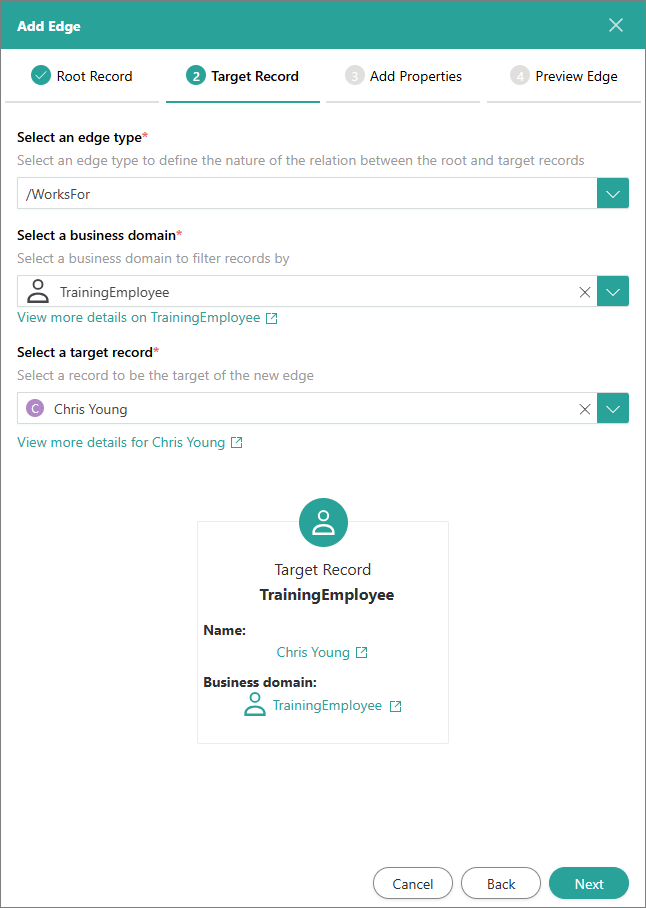 Add Edge
Root Record 2 Target Record 3 Add Properties 4 Preview Edge
Select an edge type*
Select an edge type to define the nature of the relation between the root and target records
/WorksFor
Select a business domain*
Select a business domain to filter records by
TrainingEmployee
View more details on TrainingEmployee
Select a target record*
Select a record to be the target of the new edge
C Chris Young
View more details for Chris Young
Target Record
TrainingEmployee
Name:
Chris Young
Business domain:
TrainingEmployee
Cancel Back Next